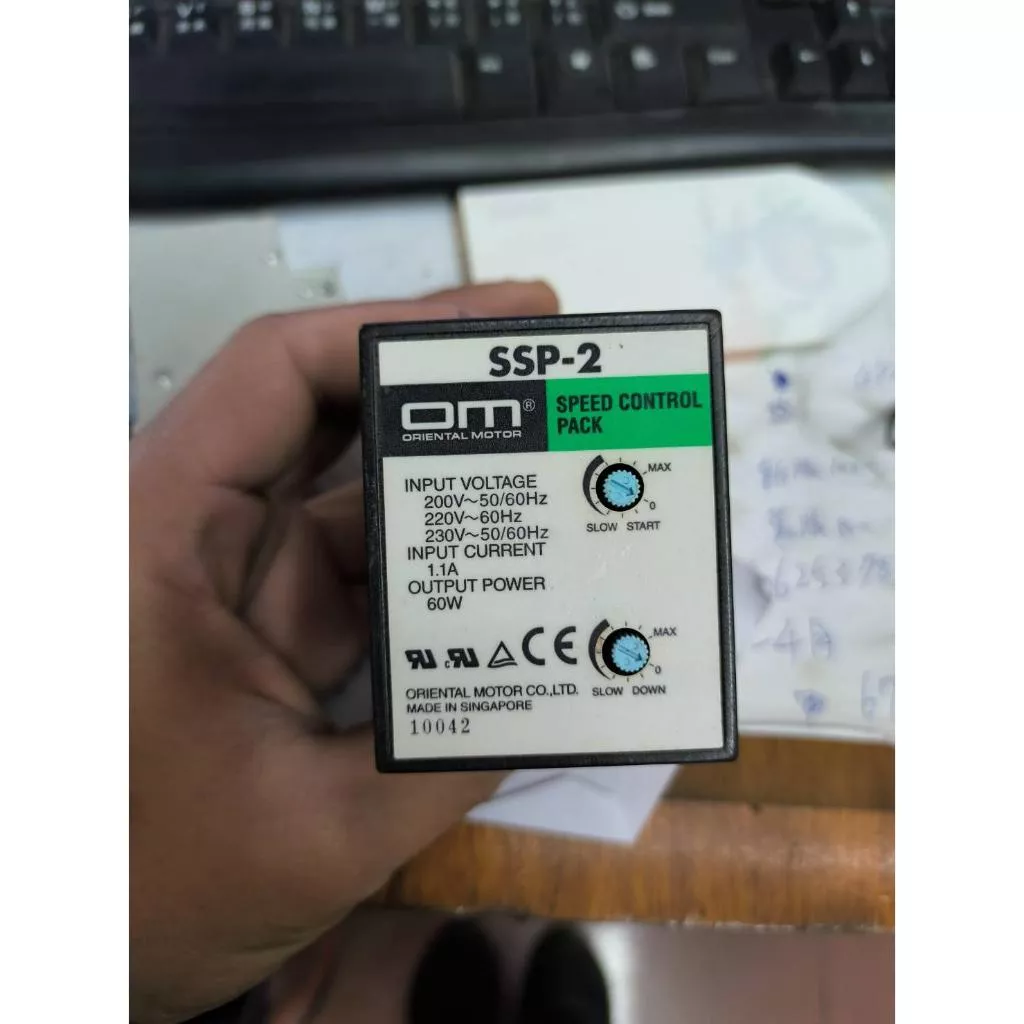 SSP-2
OM®
ORIENTAL MOTOR
SPEED CONTROL
PACK
INPUT VOLTAGE
200V~50/60Hz
220V~60Hz
230V~50/60Hz
INPUT CURRENT
1.1A
OUTPUT POWER
60W
MAX
0
SLOW START
MAX
0
SLOW DOWN
CE
ORIENTAL MOTOR CO.,LTD.
MADE IN SINGAPORE
10042